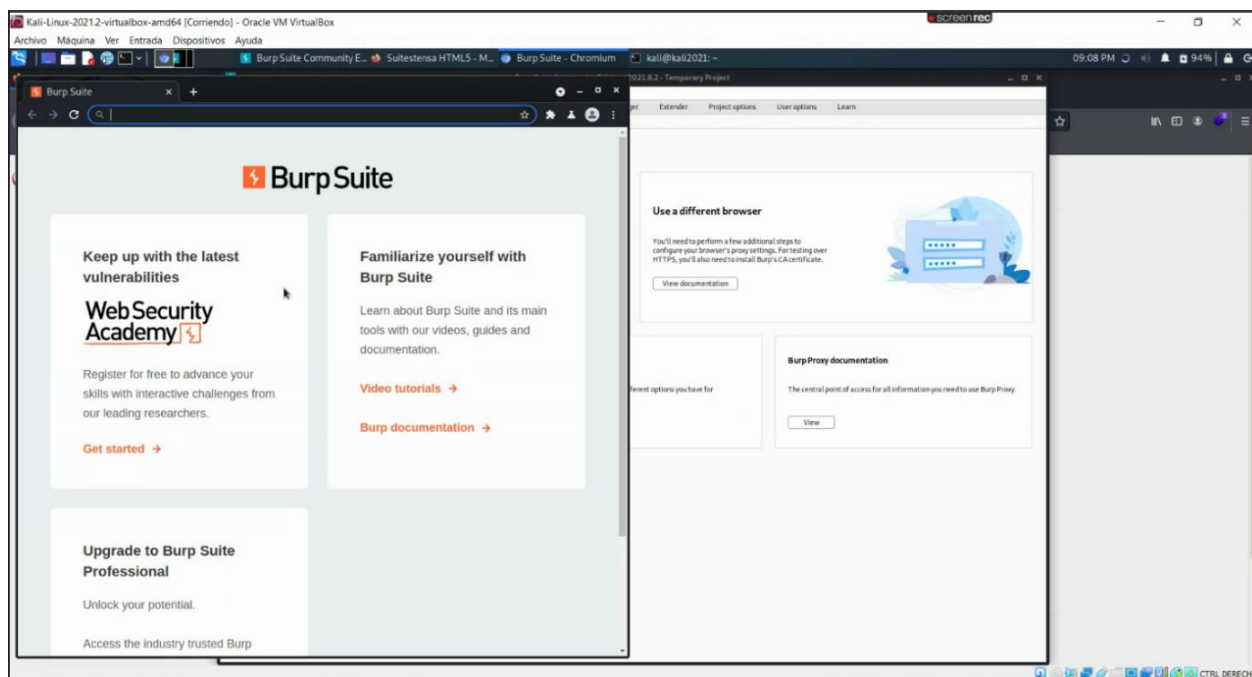 Kali-Linux-2021.2-virtualbox-amd64 [Corriendo] - Oracle VM VirtualBox
screenrec
Archivo Máquina Ver Entrada Dispositivos Ayuda
Burp Suite Community E...
Suitestensa HTML5 - M...
Burp Suite - Chromium
kali@kali2021: ~
09:08 PM
94%
Burp Suite
2021.8.2 - Temporary Project
Extender Project options User options Learn
Burp Suite
Keep up with the latest
vulnerabilities
WebSecurity
Academy
Register for free to advance your
skills with interactive challenges from
our leading researchers.
Get started →
Familiarize yourself with
Burp Suite
Learn about Burp Suite and its main
tools with our videos, guides and
documentation.
Video tutorials →
Burp documentation →
Upgrade to Burp Suite
Professional
Unlock your potential.
Access the industry trusted Burp
Use a different browser
You'll need to perform a few additional steps to
configure your browser's proxy settings. For testing over
HTTPS, you'll also need to install Burp's CA certificate.
View documentation
options you have for
Burp Proxy documentation
The central point of access for all information you need to use Burp Proxy.
View
CTRL DERECH